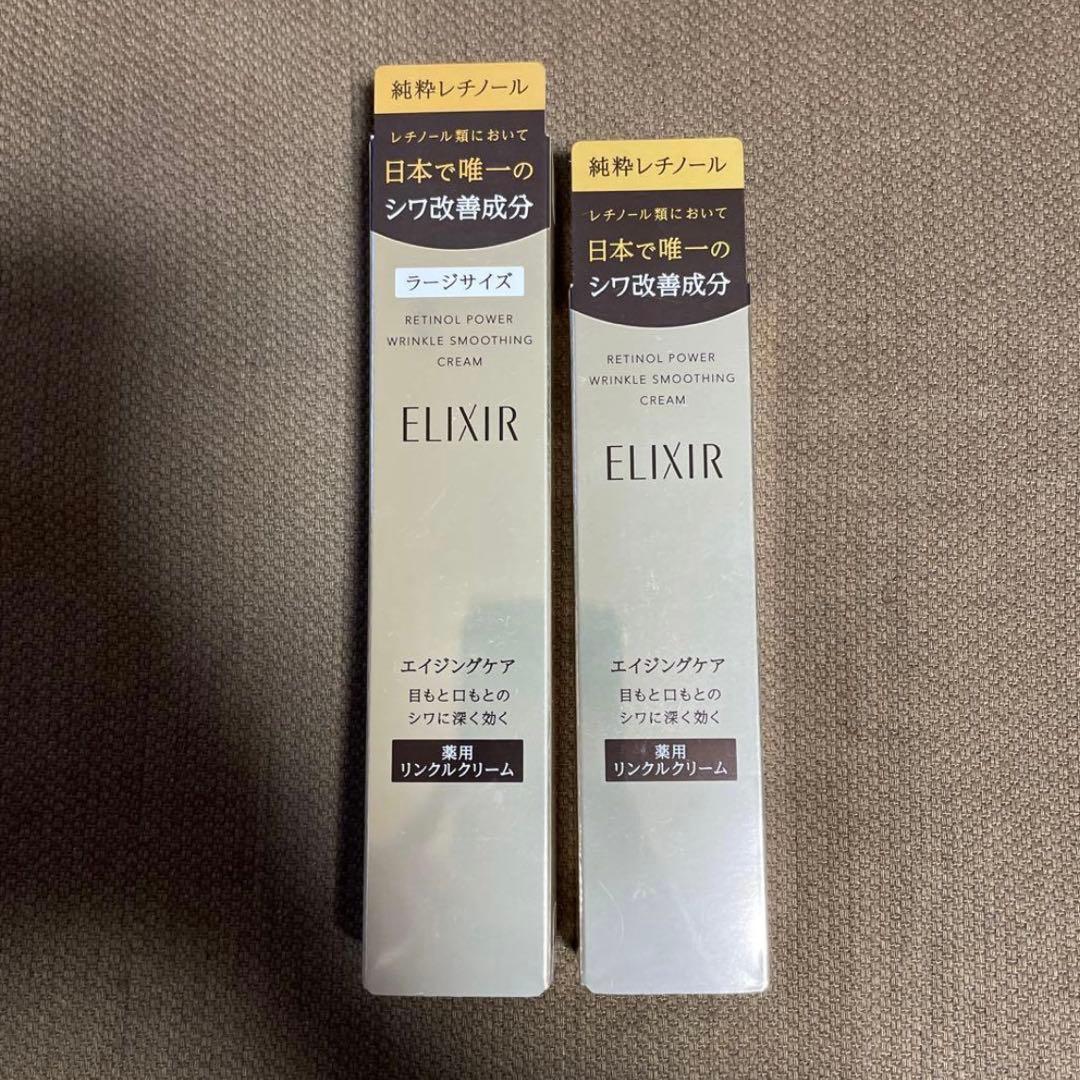 純粋レチノール
レチノール類において
日本で唯一の
シワ改善成分
ラージサイズ
RETINOL POWER
WRINKLE SMOOTHING
CREAM
ELIXIR
エイジングケア
目もと口もとの
シワに深く効く
薬用
リンクルクリーム
純粋レチノール
レチノール類において
日本で唯一の
シワ改善成分
RETINOL POWER
WRINKLE SMOOTHING
CREAM
ELIXIR
エイジングケア
目もと口もとの
シワに深く効く
薬用
リンクルクリーム